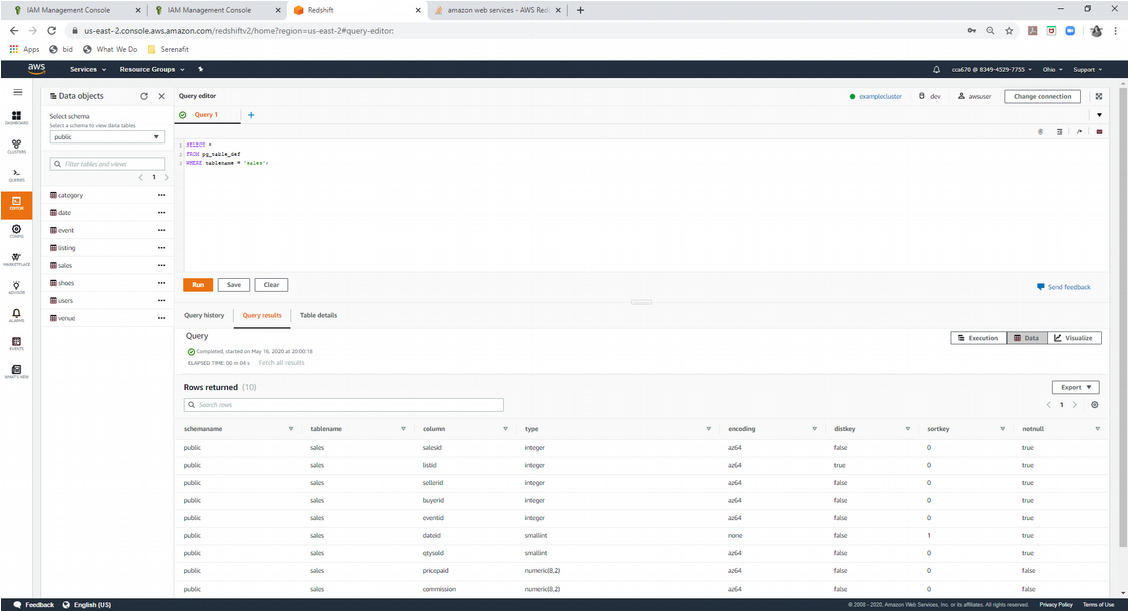 IAM Management Console
IAM Management Console
Redshift
amazon web services - AWS Red
us-east-2.console.aws.amazon.com/redshiftv2/home?region=us-east-2#query-editor:
Apps bid What We Do Serenafit
aws Services Resource Groups cca670 @ 8349-4529-7755 Ohio Support
DASHBOARD
CLUSTERS
QUERIES
EDITOR
CONFIG
MARKETPLACE
ADVISOR
ALARMS
EVENTS
WHAT'S NEW
Data objects
Select schema
Select a schema to view data tables
public
Filter tables and views
1
category
date
event
listing
sales
shoes
users
venue
Query editor
examplecluster dev awsuser Change connection
Query 1
1 SELECT *
2 FROM pg_table_def
3 WHERE tablename = 'sales';
Run Save Clear
Send feedback
Query history Query results Table details
Query
Execution Data Visualize
Completed, started on May 16, 2020 at 20:00:18
ELAPSED TIME: 00 m 04 s Fetch all results
Rows returned (10)
Export
Search rows
1
schemaname tablename column type encoding distkey sortkey notnull
public sales salesid integer az64 false 0 true
public sales listid integer az64 true 0 true
public sales sellerid integer az64 false 0 true
public sales buyerid integer az64 false 0 true
public sales eventid integer az64 false 0 true
public sales dateid smallint none false 1 true
public sales qtysold smallint az64 false 0 true
public sales pricepaid numeric(8,2) az64 false 0 false
public sales commission numeric(8,2) az64 false 0 false
Feedback English (US) © 2008 - 2020, Amazon Web Services, Inc. or its affiliates. All rights reserved. Privacy Policy Terms of Use